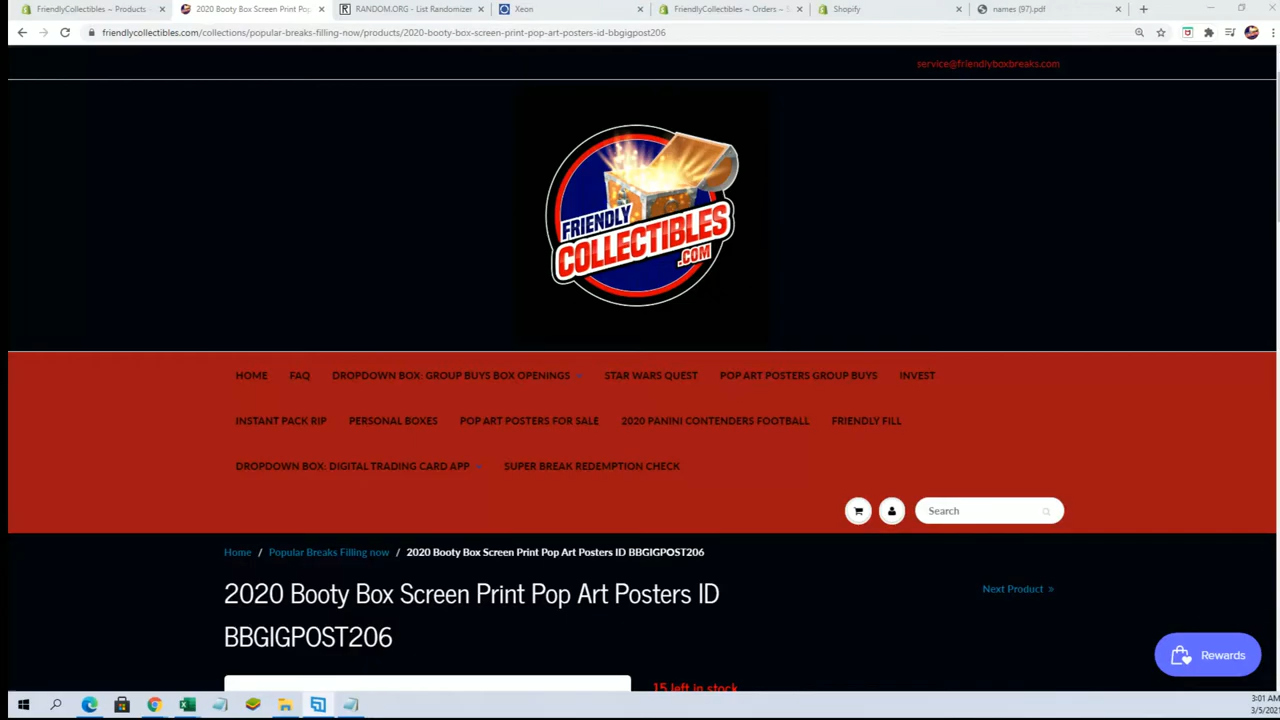 FriendlyCollectibles ~ Products
2020 Booty Box Screen Print Pop
RANDOM.ORG - List Randomizer
Xeon
FriendlyCollectibles ~ Orders ~ S
Shopify
names (97).pdf
friendlycollectibles.com/collections/popular-breaks-filling-now/products/2020-booty-box-screen-print-pop-art-posters-id-bbgigpost206
service@friendlyboxbreaks.com
FRIENDLY
COLLECTIBLES
.COM
HOME FAQ DROPDOWN BOX: GROUP BUYS BOX OPENINGS STAR WARS QUEST POP ART POSTERS GROUP BUYS INVEST
INSTANT PACK RIP PERSONAL BOXES POP ART POSTERS FOR SALE 2020 PANINI CONTENDERS FOOTBALL FRIENDLY FILL
DROPDOWN BOX: DIGITAL TRADING CARD APP SUPER BREAK REDEMPTION CHECK
Search
Home / Popular Breaks Filling now / 2020 Booty Box Screen Print Pop Art Posters ID BBGIGPOST206
2020 Booty Box Screen Print Pop Art Posters ID
BBGIGPOST206
Next Product »
15 left in stock
Rewards
3:01 AM
3/5/2021